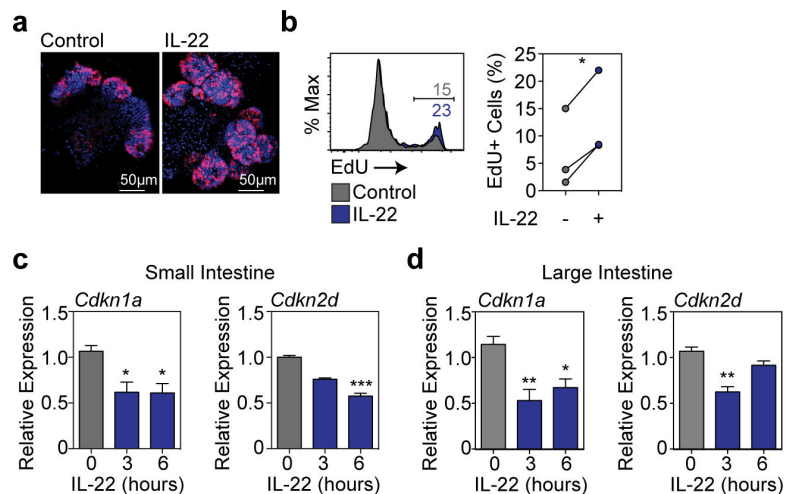 a
Control IL-22
50µm 50µm
b
% Max
15
23
EdU
Control
IL-22
EdU+ Cells (%)
25
20
15
10
5
0
*
IL-22 - +
c
Small Intestine
Cdkn1a
Relative Expression
1.5
1.0
0.5
0
* *
0 3 6
IL-22 (hours)
Cdkn2d
Relative Expression
1.5
1.0
0.5
0
***
0 3 6
IL-22 (hours)
d
Large Intestine
Cdkn1a
Relative Expression
1.5
1.0
0.5
0
** *
0 3 6
IL-22 (hours)
Cdkn2d
Relative Expression
1.5
1.0
0.5
0
**
0 3 6
IL-22 (hours)